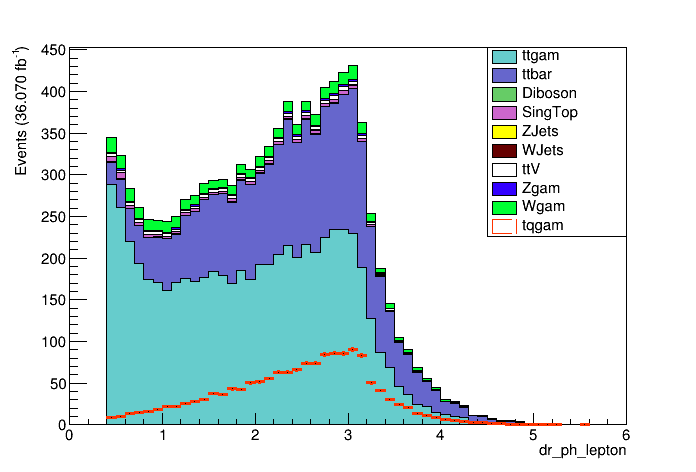 Events (36.070 fb⁻¹)
450
400
350
300
250
200
150
100
50
0
0 1 2 3 4 5 6
dr_ph_lepton
ttgam
ttbar
Diboson
SingTop
ZJets
WJets
ttV
Zgam
Wgam
tqgam